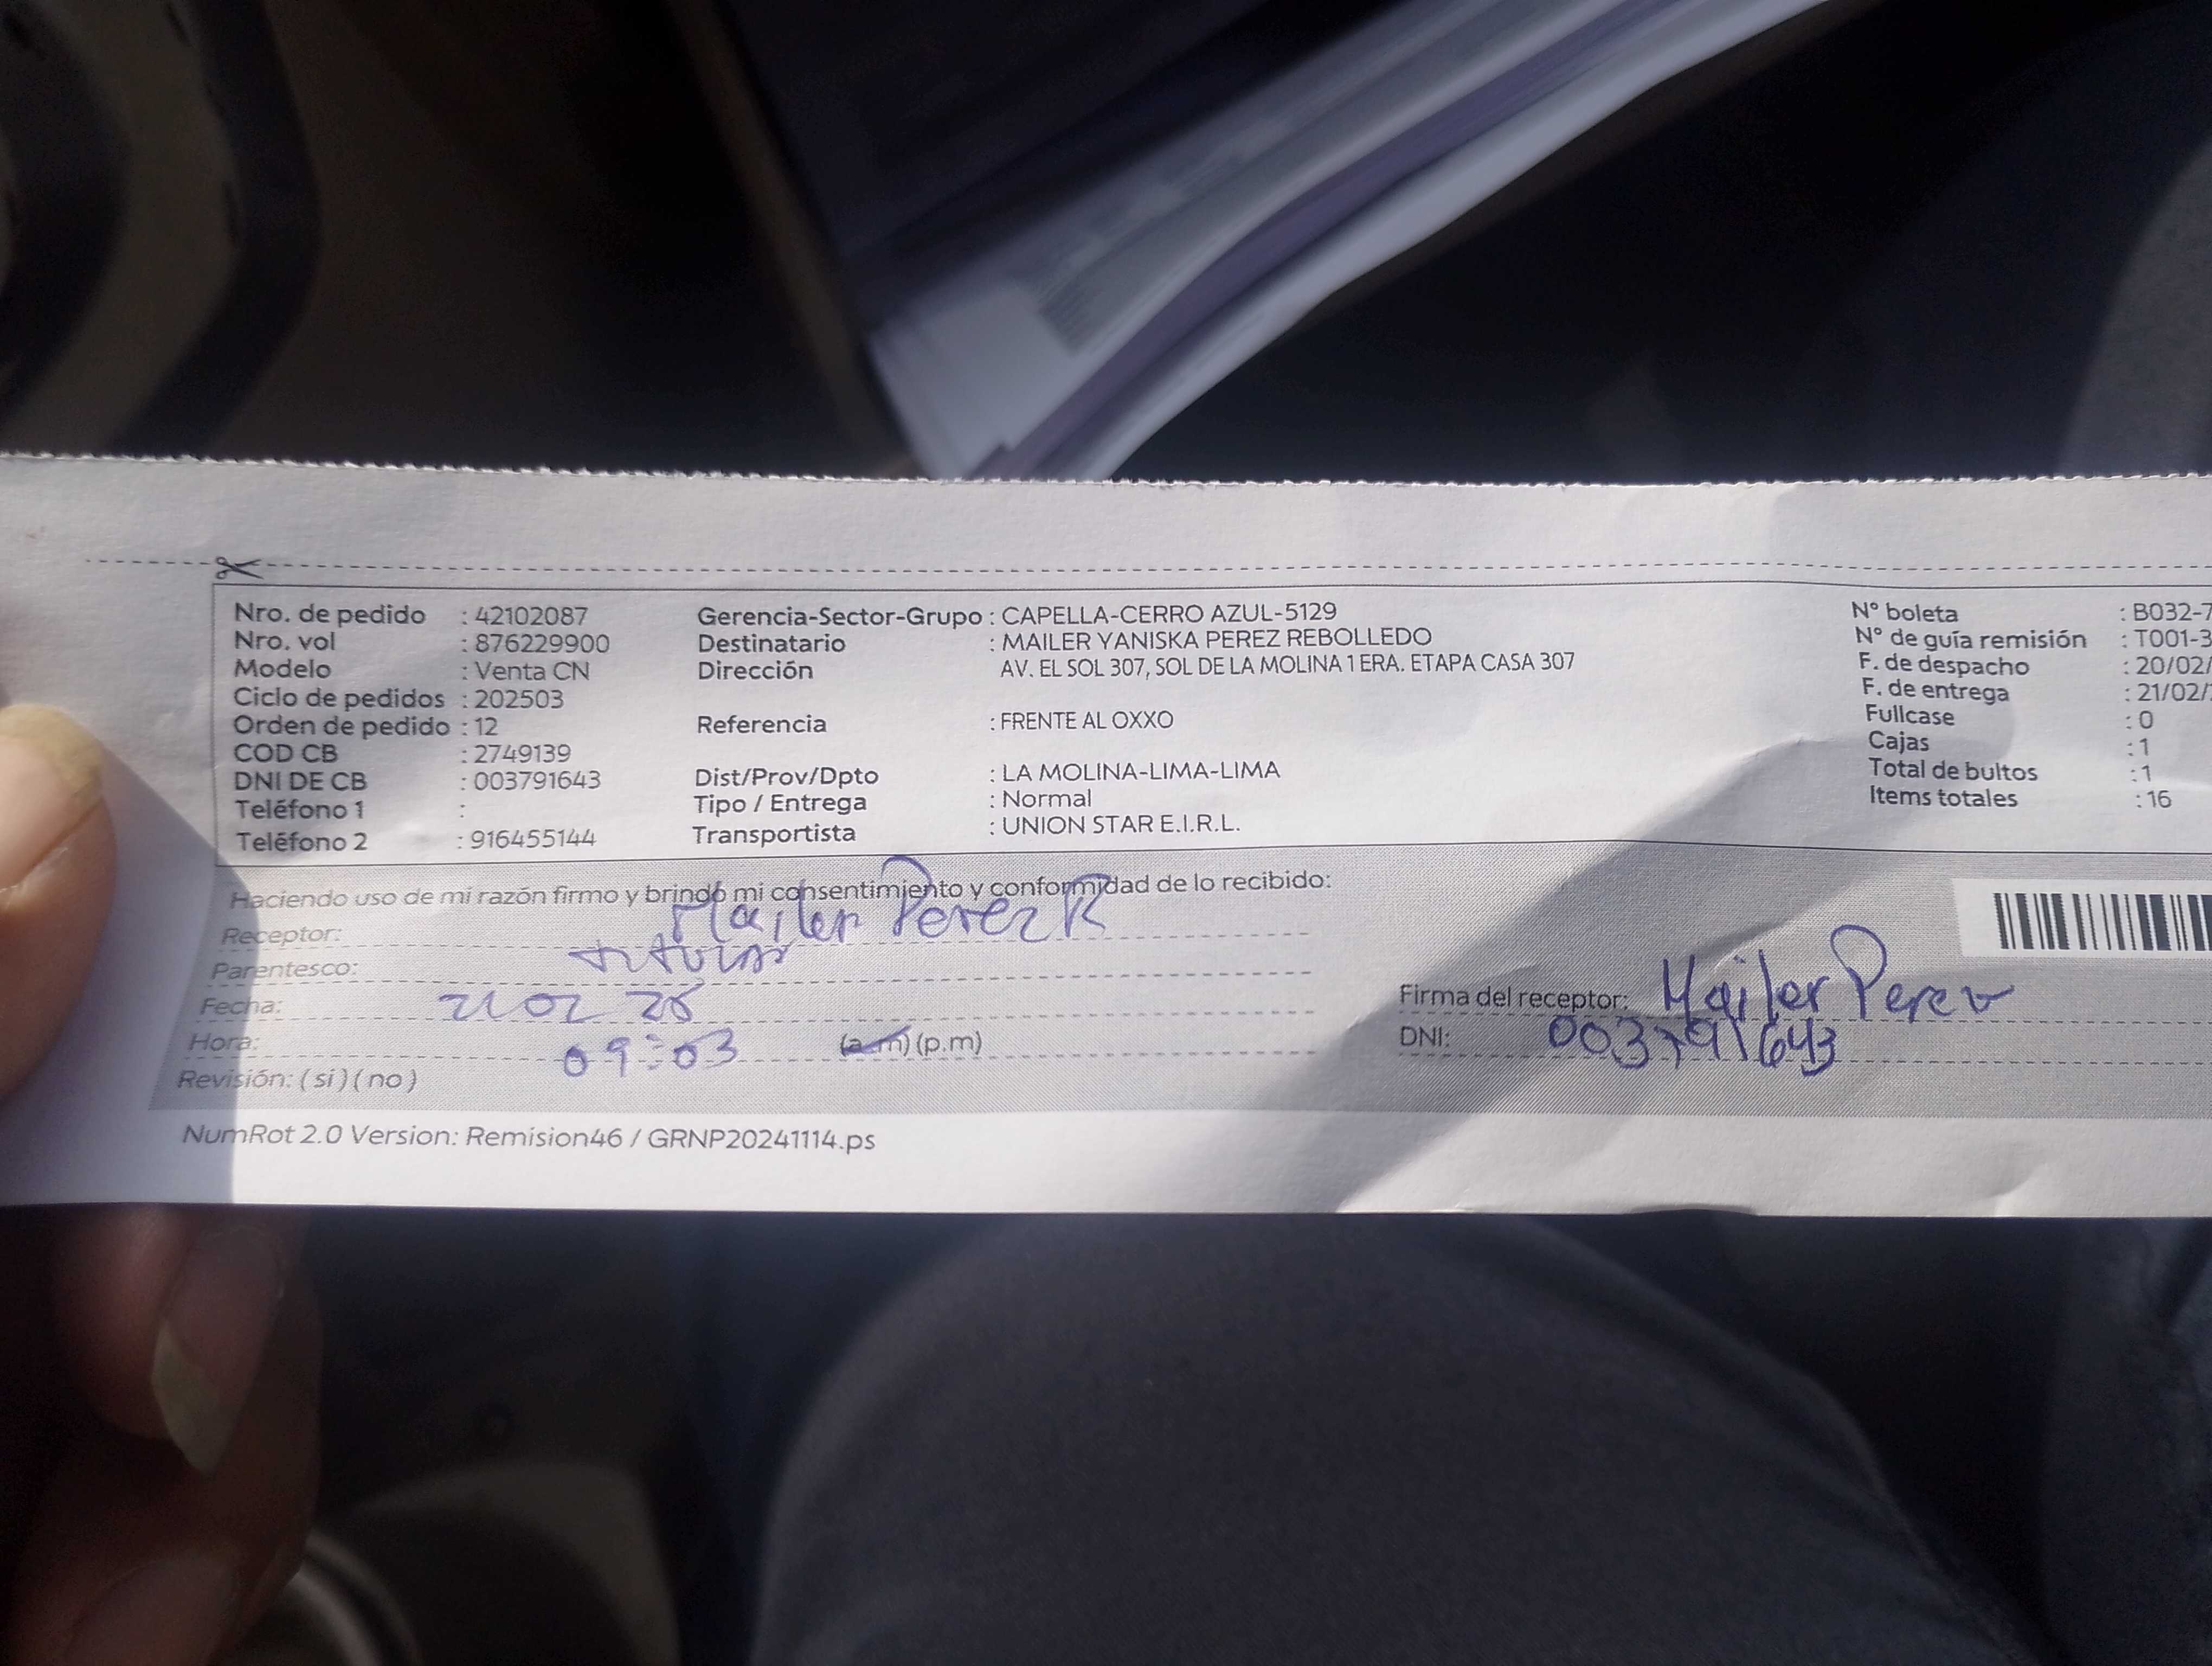 Nro. de pedido : 42102087
Nro. vol : 876229900
Modelo : Venta CN
Ciclo de pedidos : 202503
Orden de pedido : 12
COD CB : 2749139
DNI DE CB : 003791643
Teléfono 1 :
Teléfono 2 : 916455144
Gerencia-Sector-Grupo : CAPELLA-CERRO AZUL-5129
Destinatario : MAILER YANISKA PEREZ REBOLLEDO
Dirección AV. EL SOL 307, SOL DE LA MOLINA 1 ERA. ETAPA CASA 307
Referencia : FRENTE AL OXXO
Dist/Prov/Dpto : LA MOLINA-LIMA-LIMA
Tipo / Entrega : Normal
Transportista : UNION STAR E.I.R.L.
N° boleta : B032-7
N° de guía remisión : T001-3
F. de despacho : 20/02/
F. de entrega : 21/02/
Fullcase : 0
Cajas : 1
Total de bultos : 1
Items totales : 16
Haciendo uso de mi razón firmo y brindo mi consentimiento y conformidad de lo recibido:
Receptor: Mailer Perez R
Parentesco:
Fecha: 21 02 25
Hora: 09:03 (a.m) (p.m)
Revisión: ( si ) ( no )
Firma del receptor: Mailer Perez
DNI: 003791643
NumRot 2.0 Version: Remision46 / GRNP20241114.ps